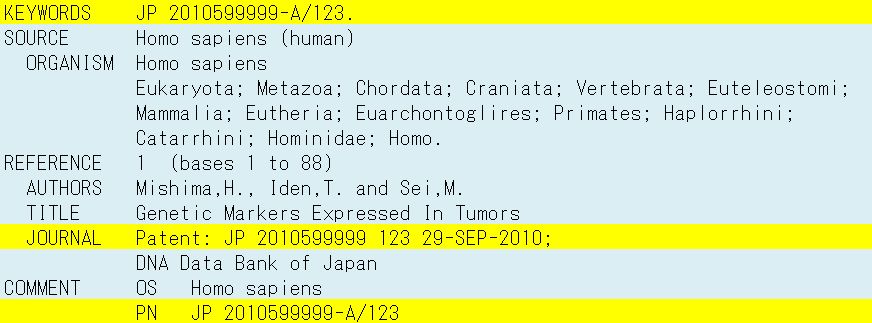 KEYWORDS    JP 2010599999-A/123.
SOURCE      Homo sapiens (human)
  ORGANISM  Homo sapiens
            Eukaryota; Metazoa; Chordata; Craniata; Vertebrata; Euteleostomi;
            Mammalia; Eutheria; Euarchontoglires; Primates; Haplorrhini;
            Catarrhini; Hominidae; Homo.
REFERENCE   1  (bases 1 to 88)
  AUTHORS   Mishima,H., Iden,T. and Sei,M.
  TITLE     Genetic Markers Expressed In Tumors
  JOURNAL   Patent: JP 2010599999 123 29-SEP-2010;
            DNA Data Bank of Japan
COMMENT     OS   Homo sapiens
            PN   JP 2010599999-A/123